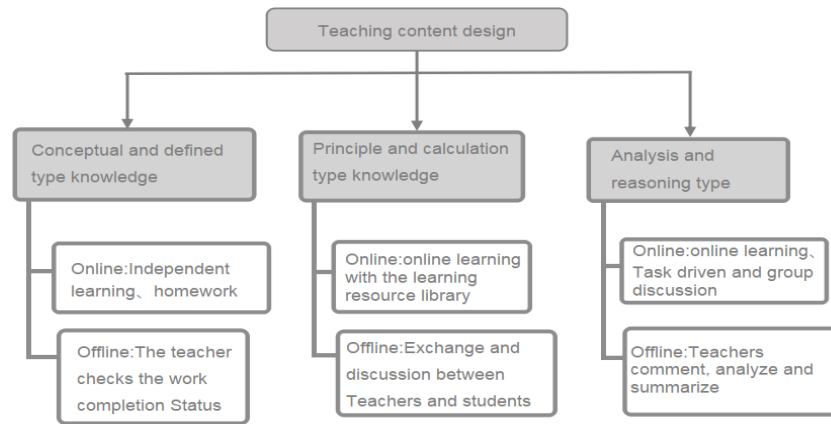 Teaching content design
Conceptual and defined
type knowledge
Online:Independent
learning、homework
Offline:The teacher
checks the work
completion Status
Principle and calculation
type knowledge
Online:online learning
with the learning
resource library
Offline:Exchange and
discussion between
Teachers and students
Analysis and
reasoning type
Online:online learning、
Task driven and group
discussion
Offline:Teachers
comment, analyze and
summarize